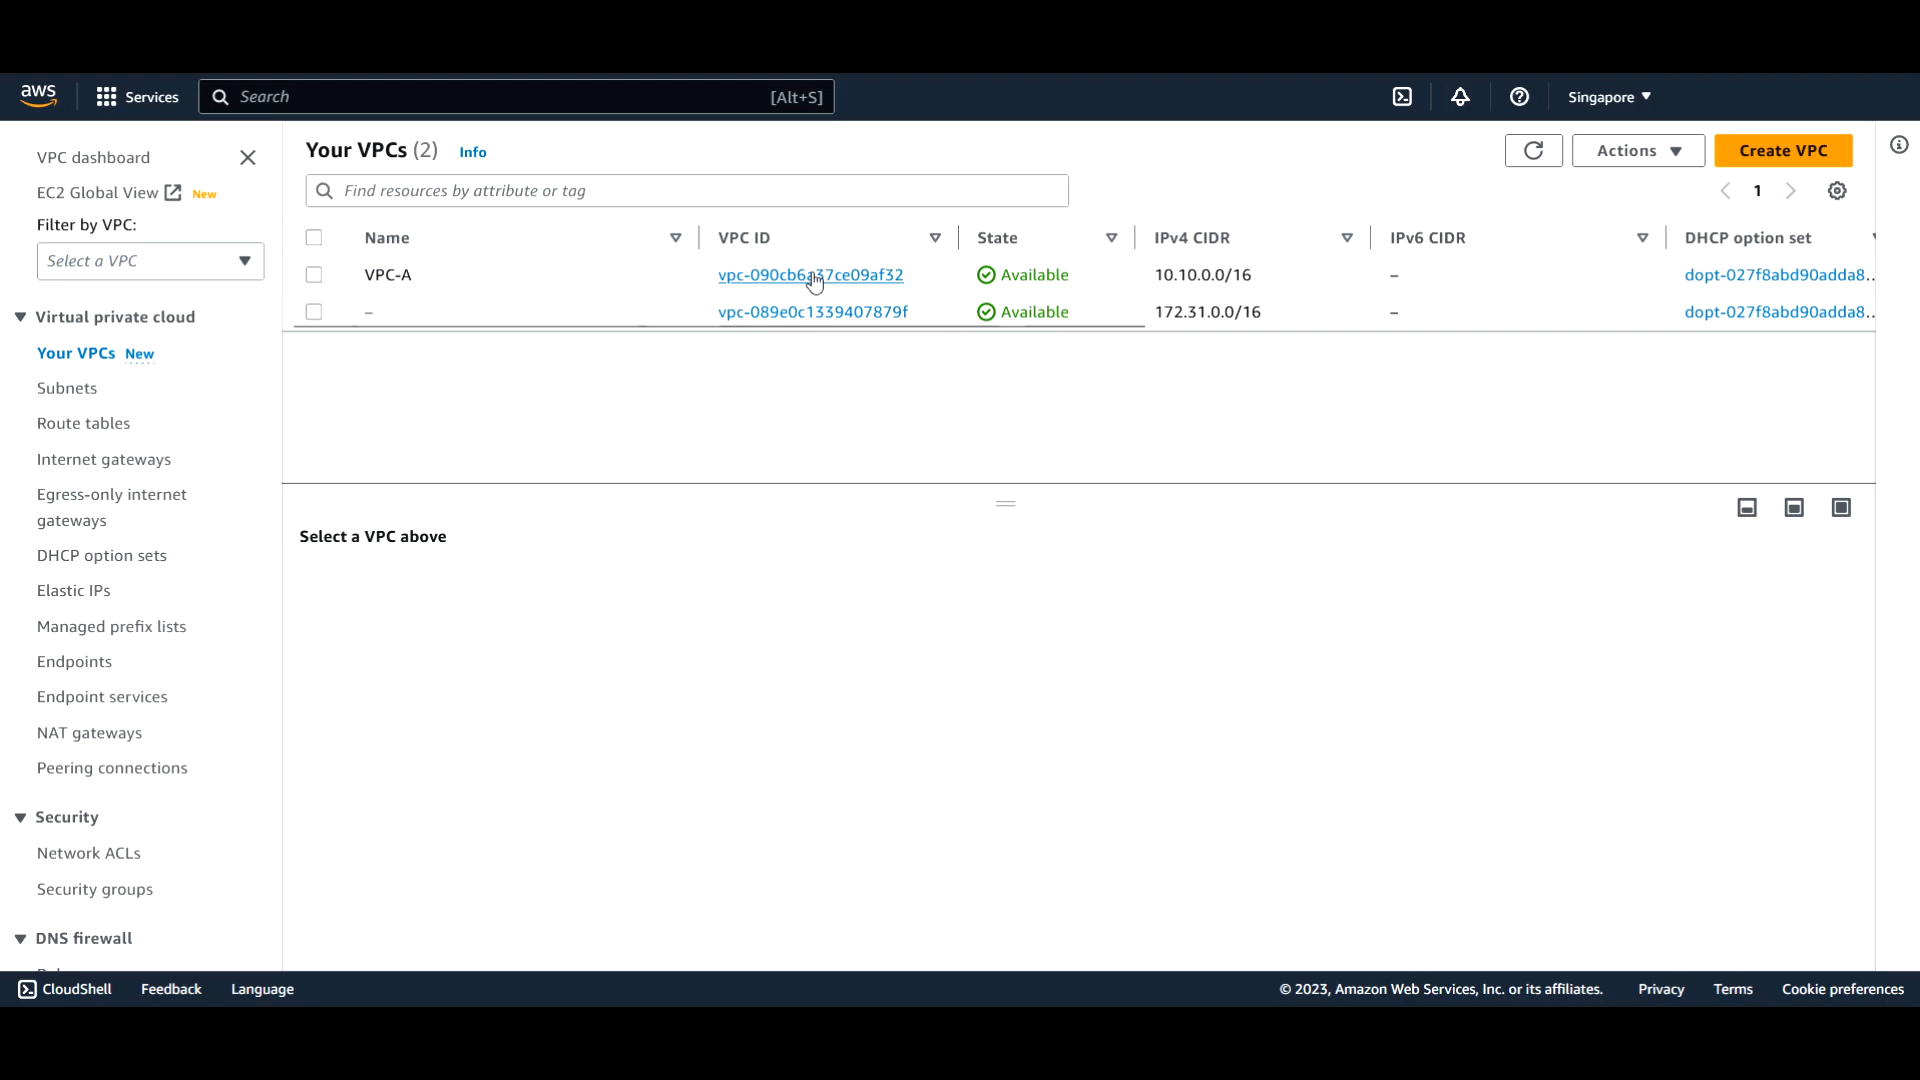 aws
Services
Search
[Alt+S]
Singapore
VPC dashboard
EC2 Global View New
Filter by VPC:
Select a VPC
Virtual private cloud
Your VPCs New
Subnets
Route tables
Internet gateways
Egress-only internet
gateways
DHCP option sets
Elastic IPs
Managed prefix lists
Endpoints
Endpoint services
NAT gateways
Peering connections
Security
Network ACLs
Security groups
DNS firewall
Your VPCs (2) Info
Actions
Create VPC
Find resources by attribute or tag
1
Name VPC ID State IPv4 CIDR IPv6 CIDR DHCP option set
VPC-A Available 10.10.0.0/16 – dopt-027f8abd90adda8...
– vpc-089e0c1339407879f Available 172.31.0.0/16 – dopt-027f8abd90adda8...
Select a VPC above
CloudShell Feedback Language
© 2023, Amazon Web Services, Inc. or its affiliates. Privacy Terms Cookie preferences